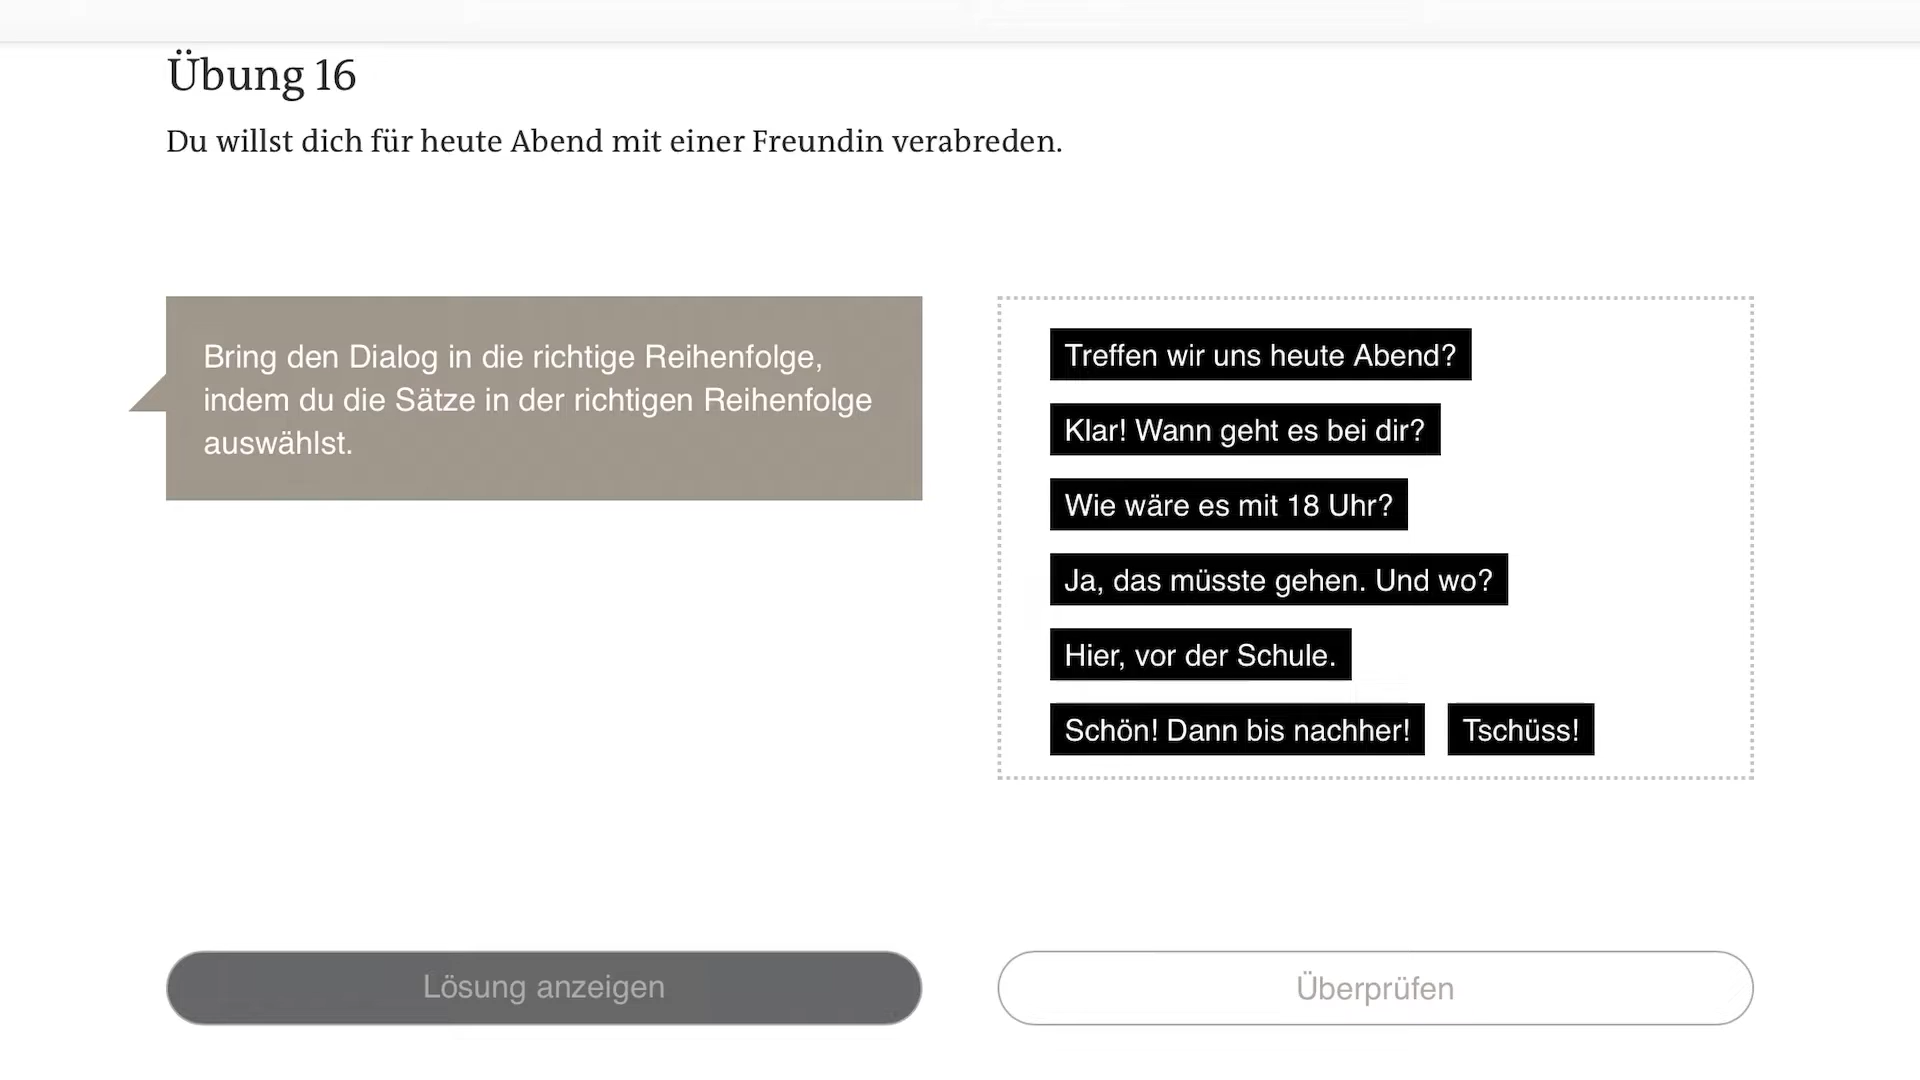 Übung 16
Du willst dich für heute Abend mit einer Freundin verabreden.
Bring den Dialog in die richtige Reihenfolge,
indem du die Sätze in der richtigen Reihenfolge
auswählst.
Treffen wir uns heute Abend?
Klar! Wann geht es bei dir?
Wie wäre es mit 18 Uhr?
Ja, das müsste gehen. Und wo?
Hier, vor der Schule.
Schön! Dann bis nachher! Tschüss!
Lösung anzeigen
Überprüfen